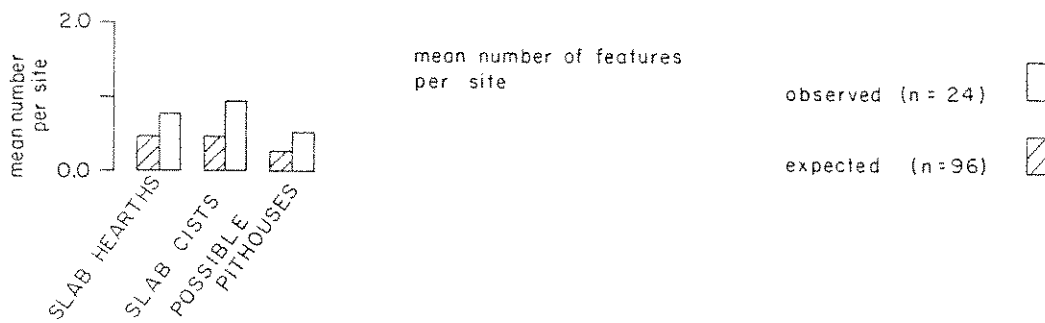 2.0
mean number
per site
0.0
SLAB HEARTHS
SLAB CISTS
POSSIBLE
PITHOUSES
mean number of features
per site
observed (n = 24)
expected (n = 96)